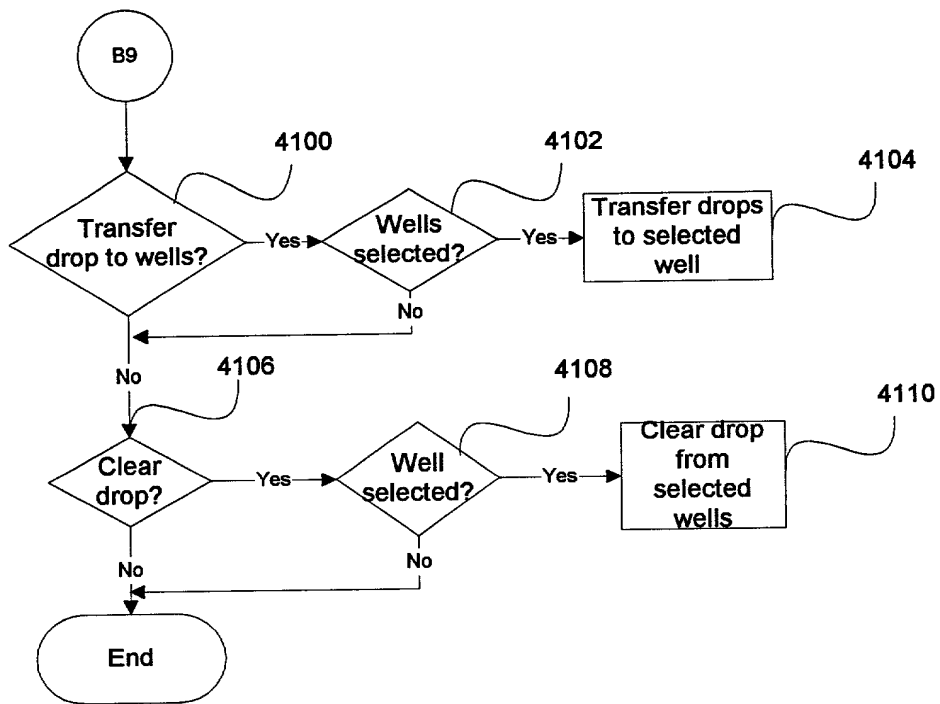 B9
4100
4102
4104
Transfer
drop to wells?
Yes
Wells
selected?
Yes
Transfer drops
to selected
well
No
No
4106
4108
4110
Clear
drop?
Yes
Well
selected?
Yes
Clear drop
from
selected
wells
No
No
End